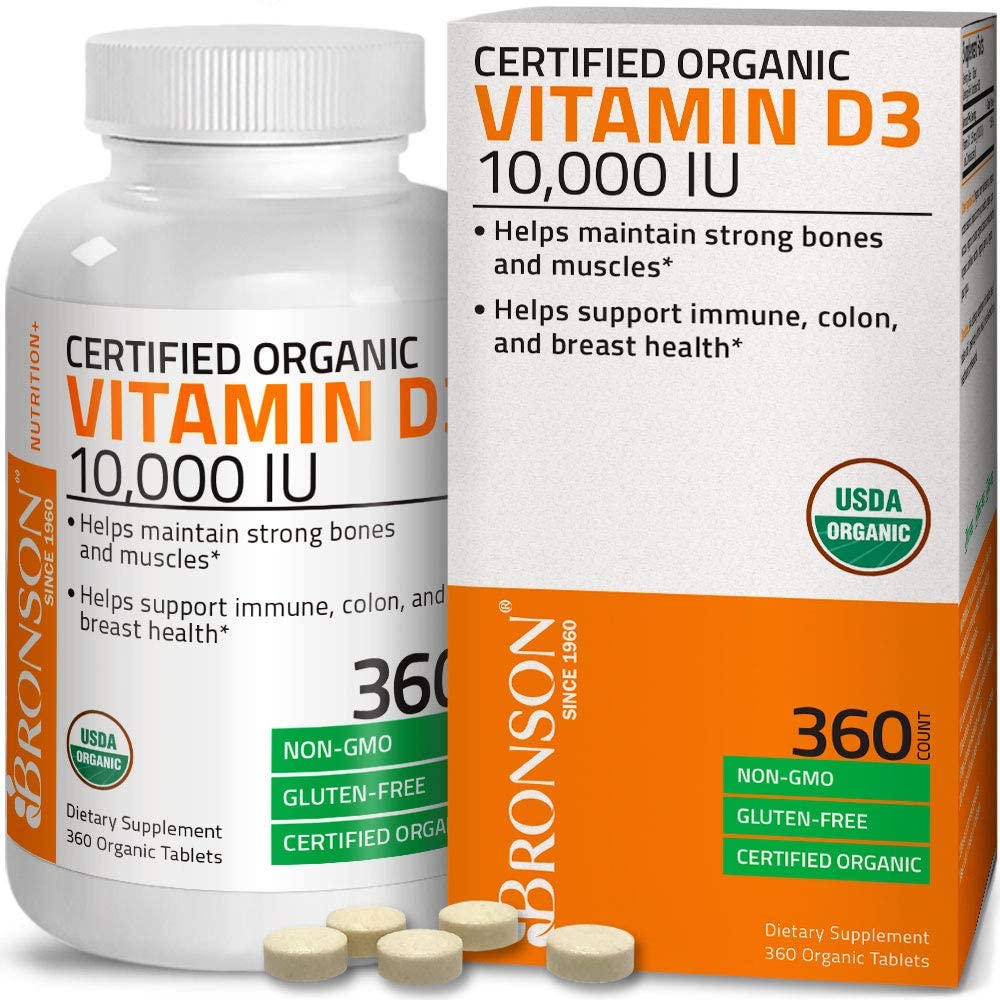 CERTIFIED ORGANIC
VITAMIN D3
10,000 IU
• Helps maintain strong bones
and muscles*
• Helps support immune, colon,
and breast health*
USDA
ORGANIC
BRONSON®
SINCE 1960
360
COUNT
NON-GMO
GLUTEN-FREE
CERTIFIED ORGANIC
Dietary Supplement
360 Organic Tablets
Supplement Facts
NUTRITION+
BRONSON®
SINCE 1960
CERTIFIED ORGANIC
VITAMIN D
10,000 IU
• Helps maintain strong bones
and muscles*
• Helps support immune, colon, and
breast health*
360
NON-GMO
GLUTEN-FREE
CERTIFIED ORGA
USDA
ORGANIC
Dietary Supplement
360 Organic Tablets